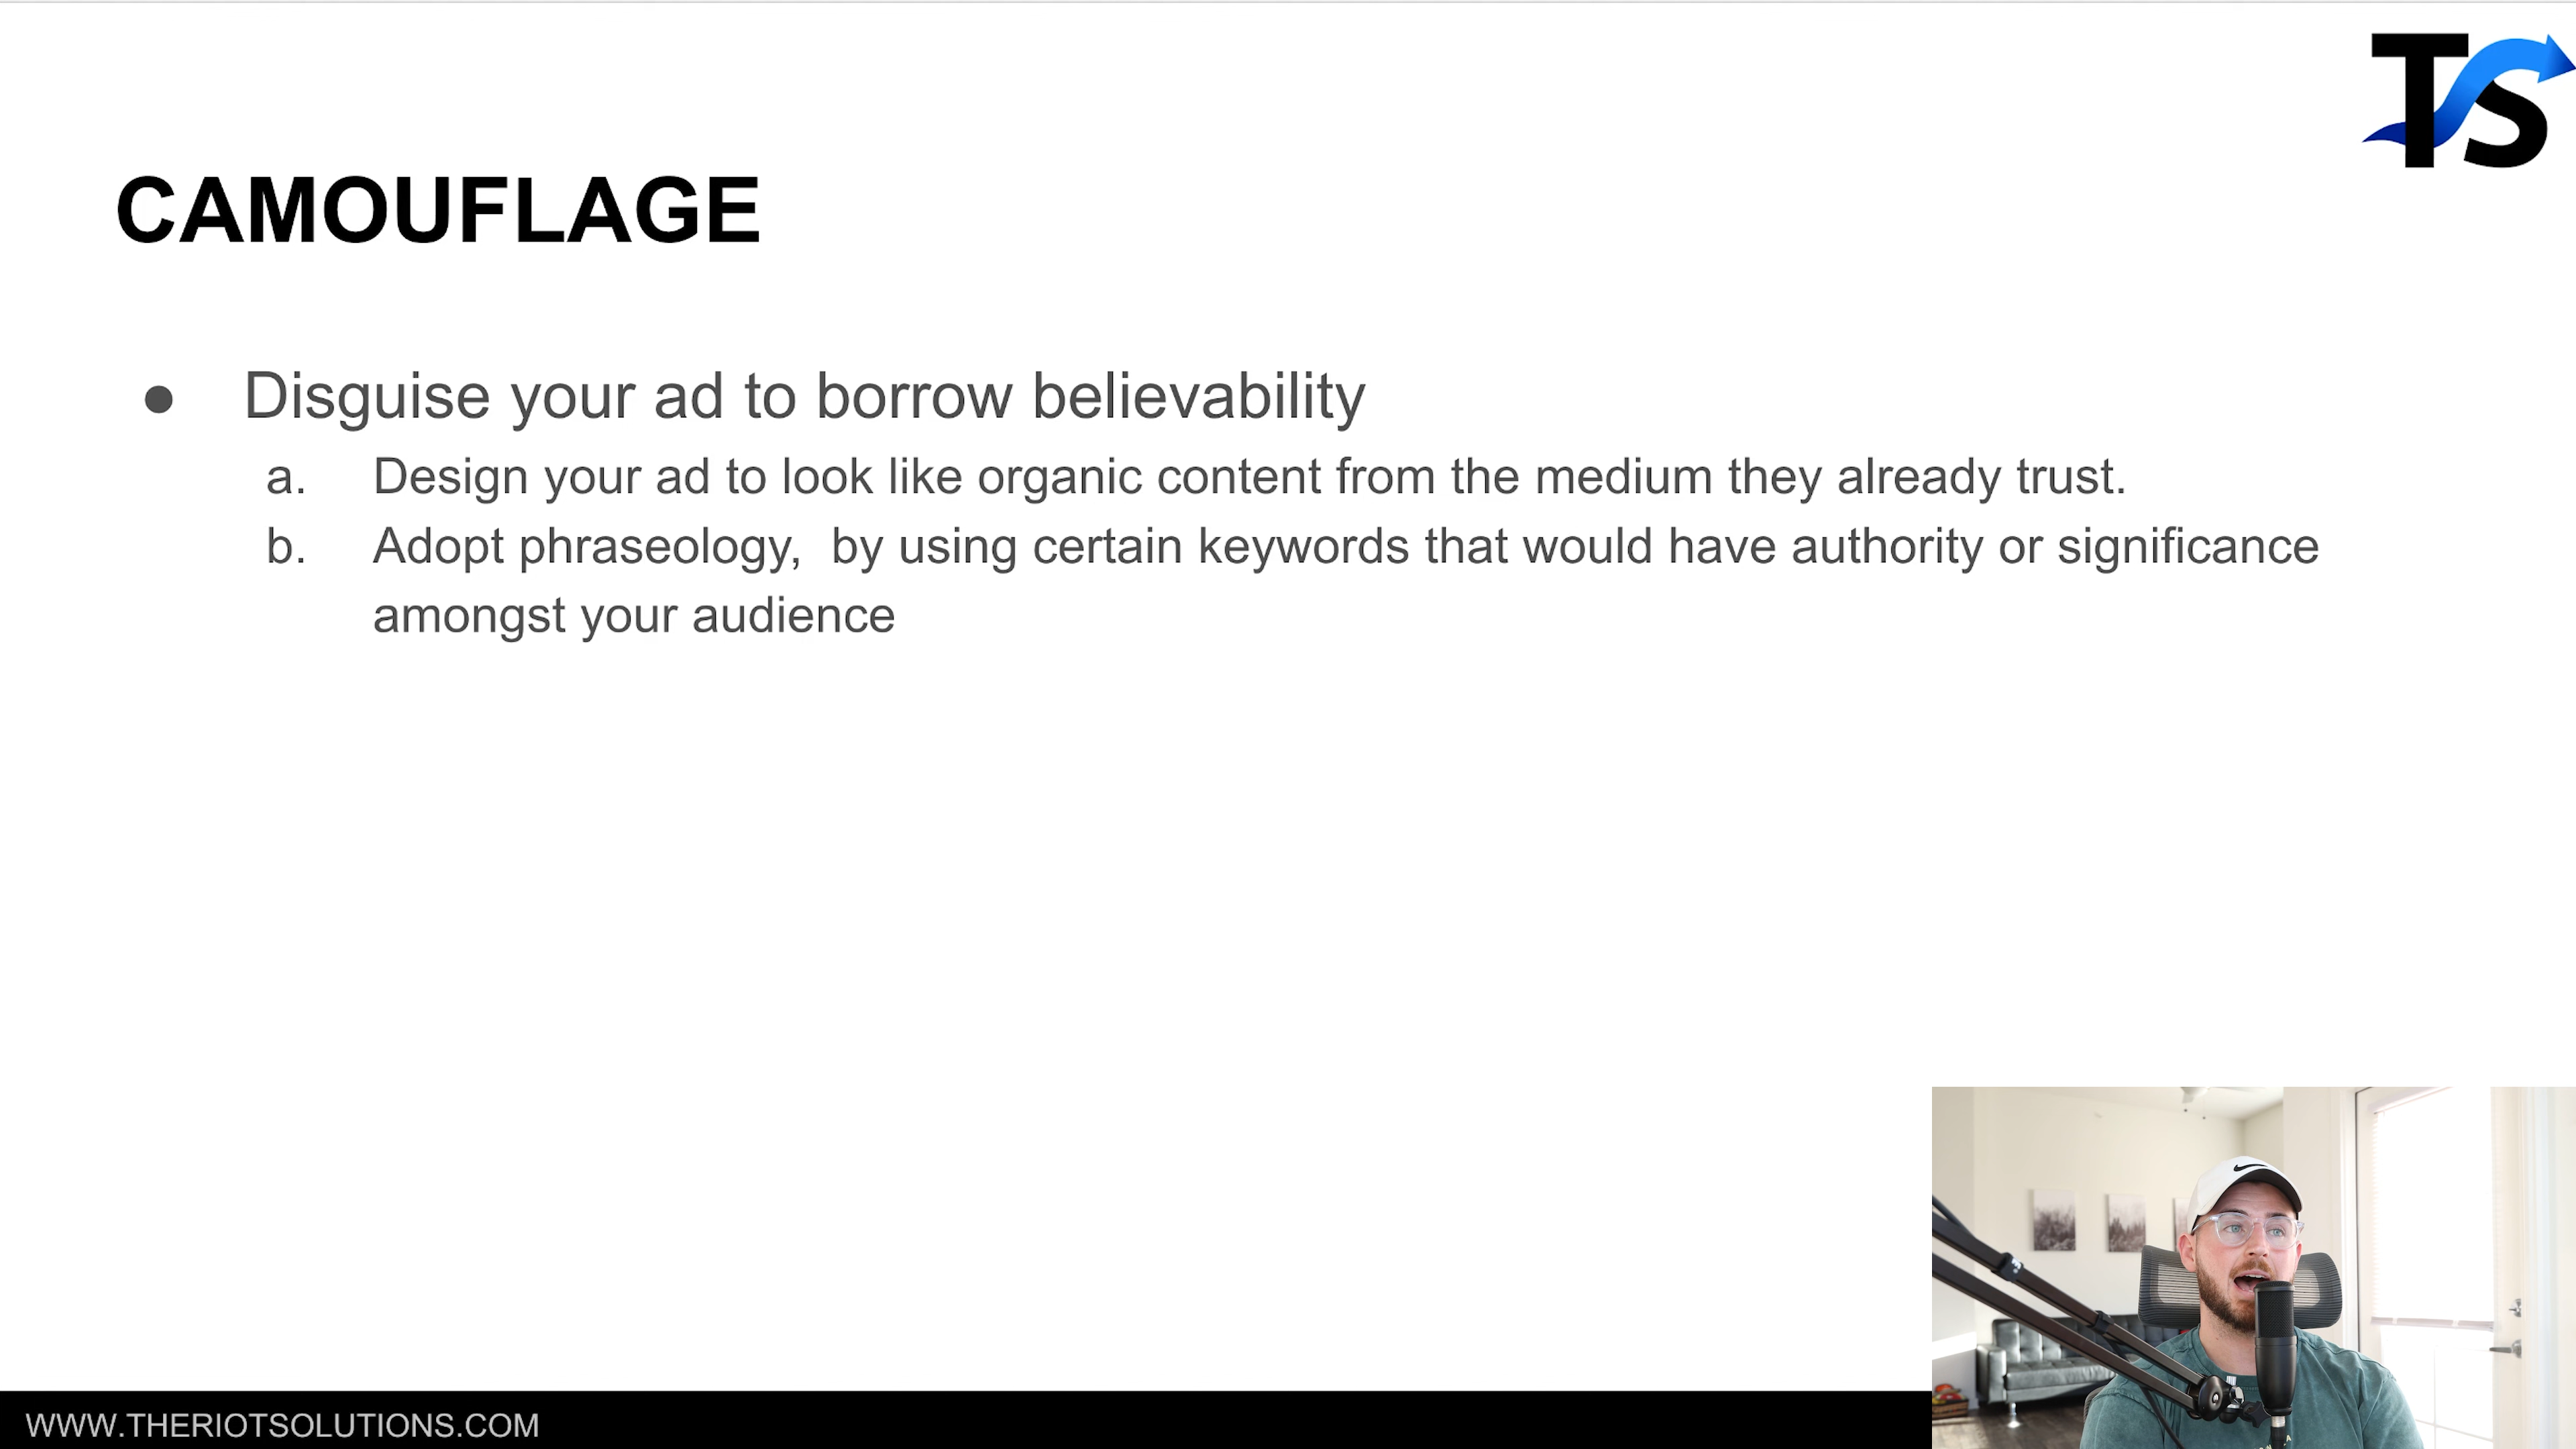 TS
CAMOUFLAGE
● Disguise your ad to borrow believability
a. Design your ad to look like organic content from the medium they already trust.
b. Adopt phraseology,  by using certain keywords that would have authority or significance
amongst your audience
WWW.THERIOTSOLUTIONS.COM